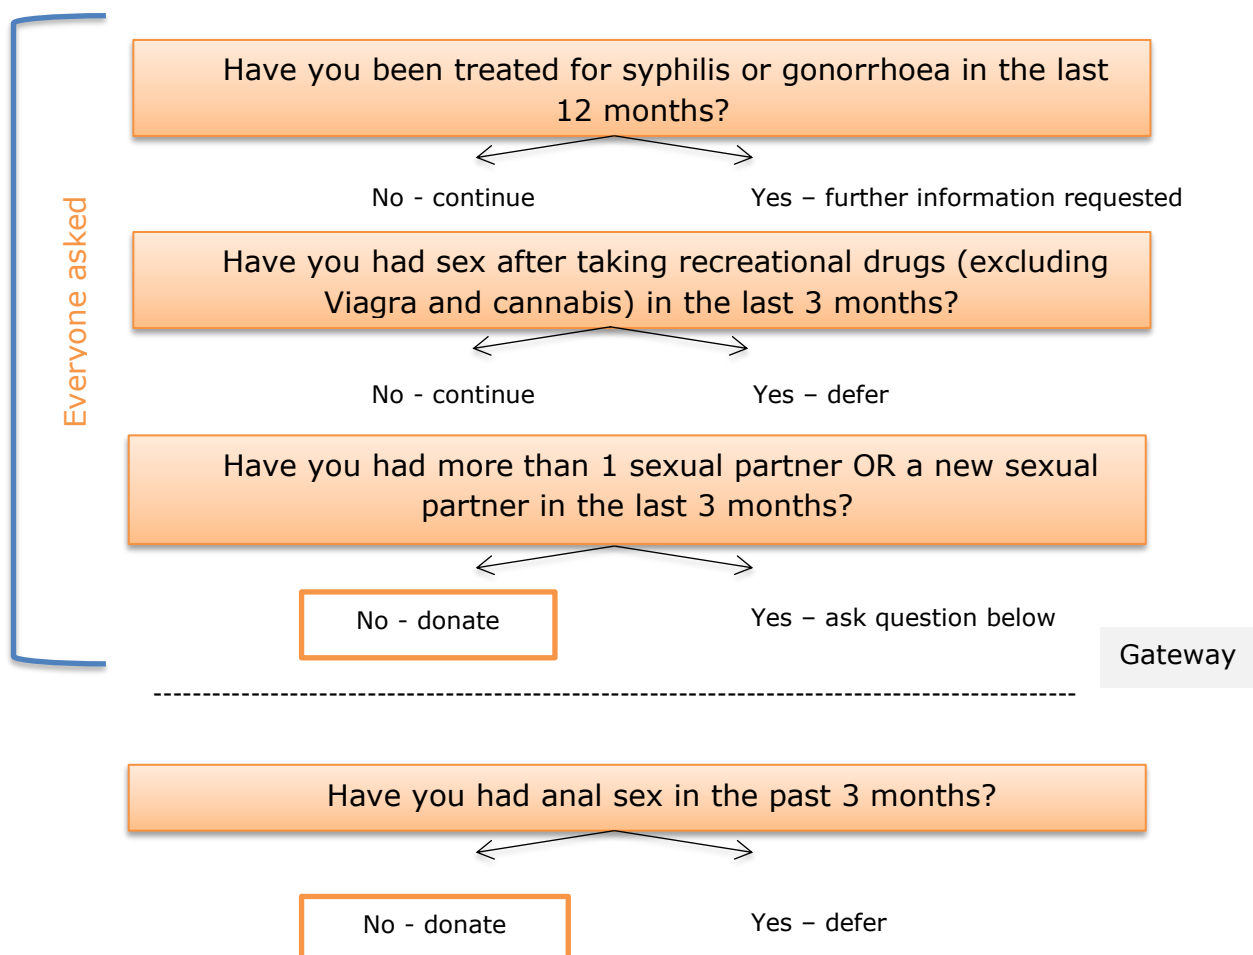 Everyone asked
Have you been treated for syphilis or gonorrhoea in the last
12 months?
No - continue
Yes – further information requested
Have you had sex after taking recreational drugs (excluding
Viagra and cannabis) in the last 3 months?
No - continue
Yes – defer
Have you had more than 1 sexual partner OR a new sexual
partner in the last 3 months?
No - donate
Yes – ask question below
Gateway
Have you had anal sex in the past 3 months?
No - donate
Yes – defer